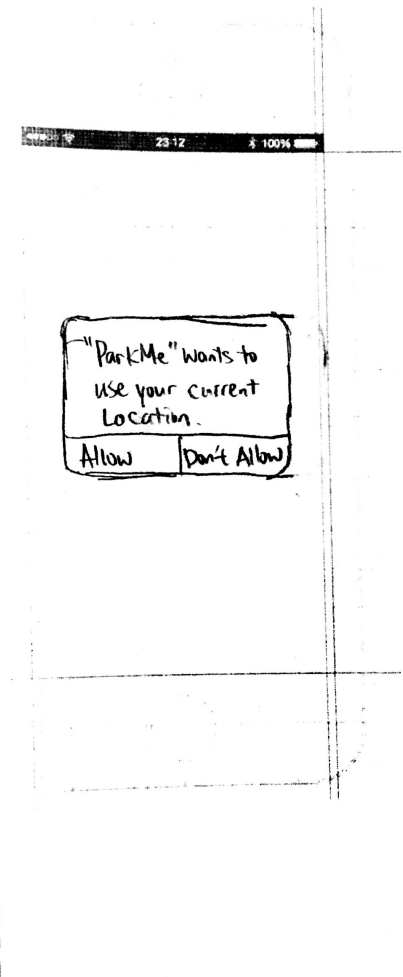 23:12 100%
"ParkMe" wants to
use your current
Location.
Allow Don't Allow